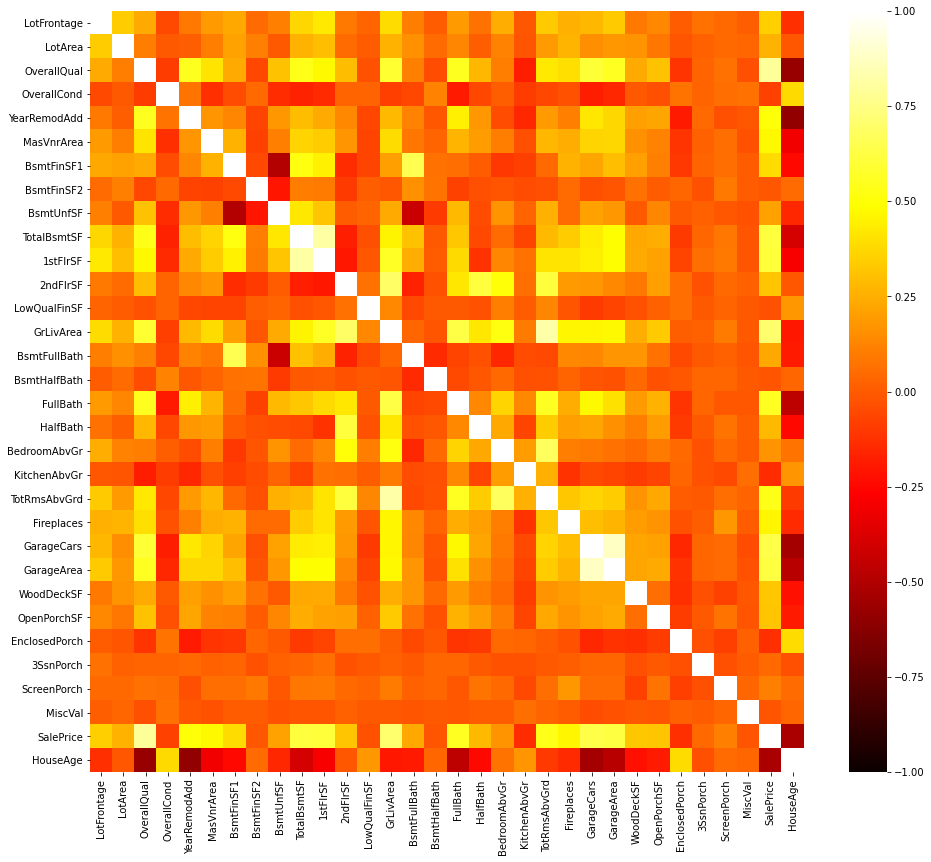 LotFrontage
LotArea
OverallQual
OverallCond
YearRemodAdd
MasVnrArea
BsmtFinSF1
BsmtFinSF2
BsmtUnfSF
TotalBsmtSF
1stFlrSF
2ndFlrSF
LowQualFinSF
GrLivArea
BsmtFullBath
BsmtHalfBath
FullBath
HalfBath
BedroomAbvGr
KitchenAbvGr
TotRmsAbvGrd
Fireplaces
GarageCars
GarageArea
WoodDeckSF
OpenPorchSF
EnclosedPorch
3SsnPorch
ScreenPorch
MiscVal
SalePrice
HouseAge
LotFrontage
LotArea
OverallQual
OverallCond
YearRemodAdd
MasVnrArea
BsmtFinSF1
BsmtFinSF2
BsmtUnfSF
TotalBsmtSF
1stFlrSF
2ndFlrSF
LowQualFinSF
GrLivArea
BsmtFullBath
BsmtHalfBath
FullBath
HalfBath
BedroomAbvGr
KitchenAbvGr
TotRmsAbvGrd
Fireplaces
GarageCars
GarageArea
WoodDeckSF
OpenPorchSF
EnclosedPorch
3SsnPorch
ScreenPorch
MiscVal
SalePrice
HouseAge
1.00
0.75
0.50
0.25
0.00
−0.25
−0.50
−0.75
−1.00